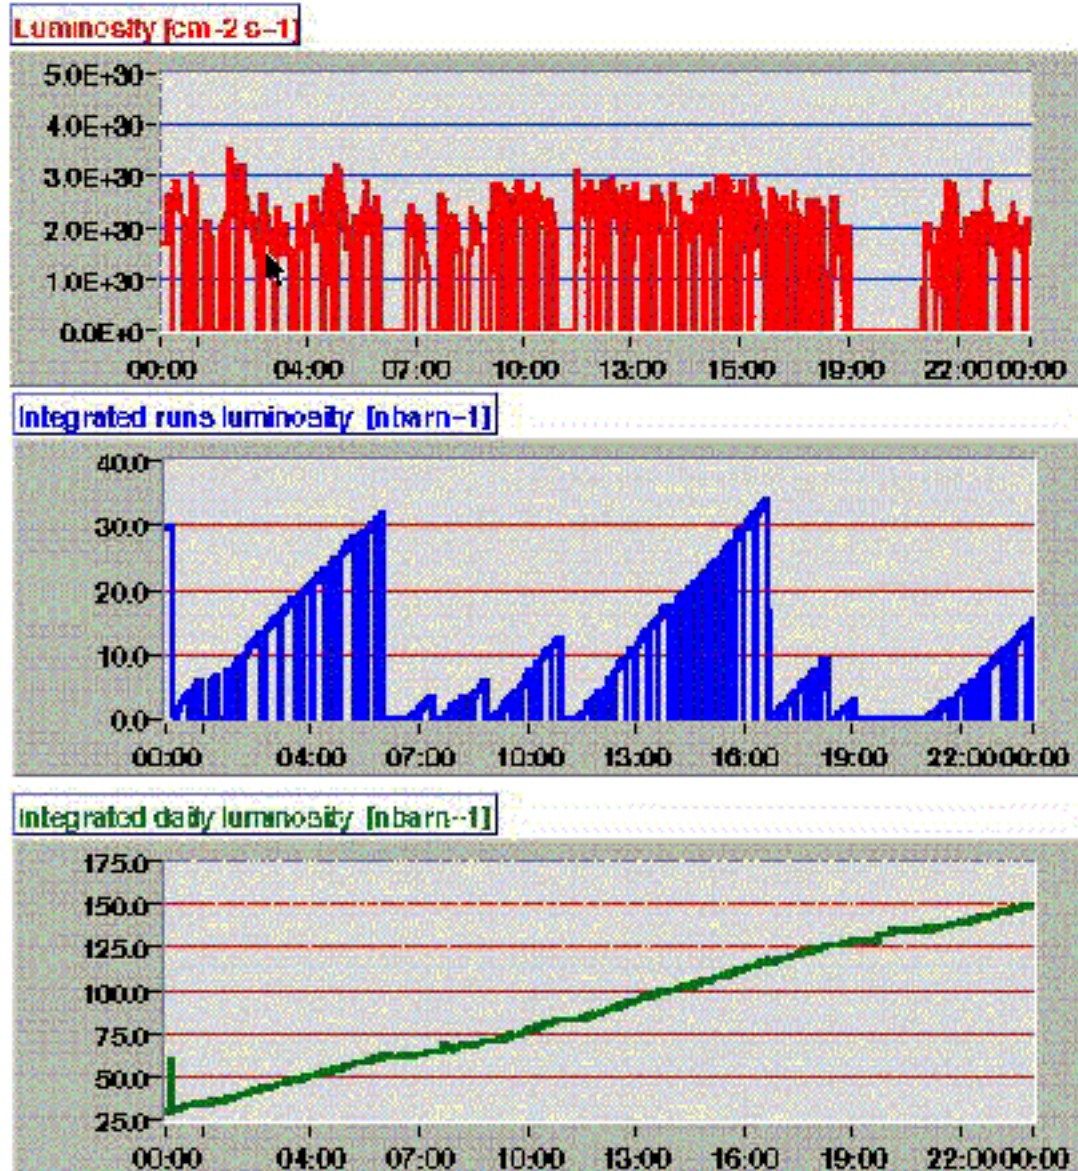 Luminosity [cm-2 s-1]
5.0E+30
4.0E+30
3.0E+30
2.0E+30
1.0E+30
0.0E+0
00:00 04:00 07:00 10:00 13:00 16:00 19:00 22:00 00:00
Integrated runs luminosity [nbarn-1]
40.0
30.0
20.0
10.0
0.0
00:00 04:00 07:00 10:00 13:00 16:00 19:00 22:00 00:00
Integrated daily luminosity [nbarn-1]
175.0
150.0
125.0
100.0
75.0
50.0
25.0
00:00 04:00 07:00 10:00 13:00 16:00 19:00 22:00 00:00